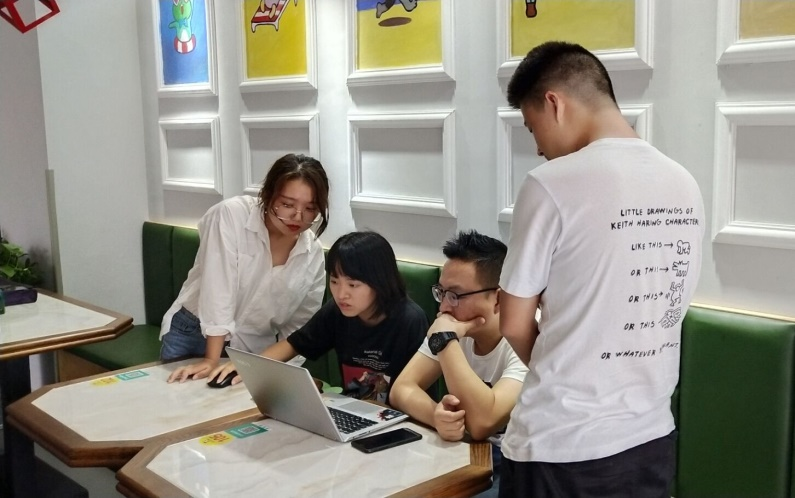 LITTLE DRAWINGS OF
KEITH HARING CHARACTER
LIKE THIS
OR THIS
OR THIS
OR THIS
OR WHATEVER